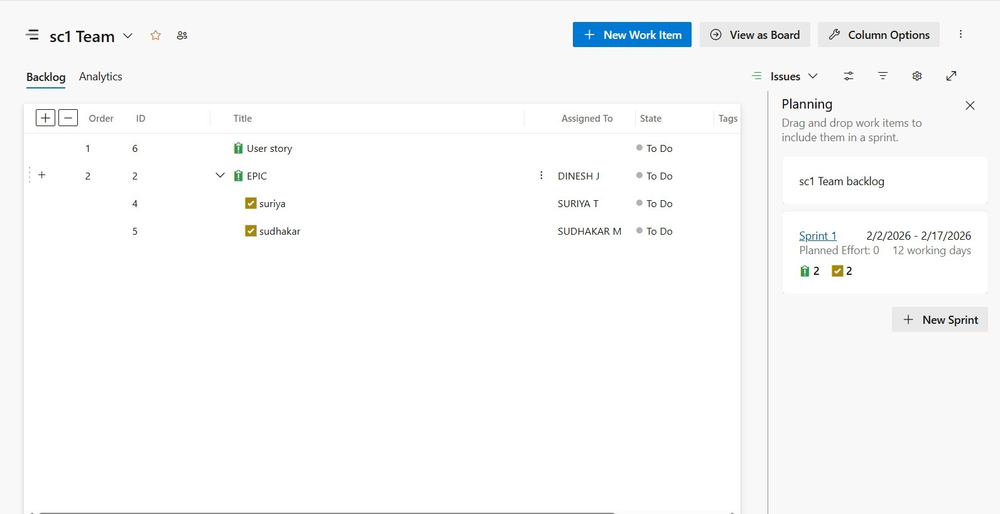 sc1 Team
New Work Item
View as Board
Column Options
Backlog
Analytics
Issues
Order
ID
Title
Assigned To
State
Tags
1
6
User story
To Do
2
2
EPIC
DINESH J
To Do
4
suriya
SURIYA T
To Do
5
sudhakar
SUDHAKAR M
To Do
Planning
Drag and drop work items to
include them in a sprint.
sc1 Team backlog
Sprint 1
2/2/2026 - 2/17/2026
Planned Effort: 0
12 working days
2
2
New Sprint